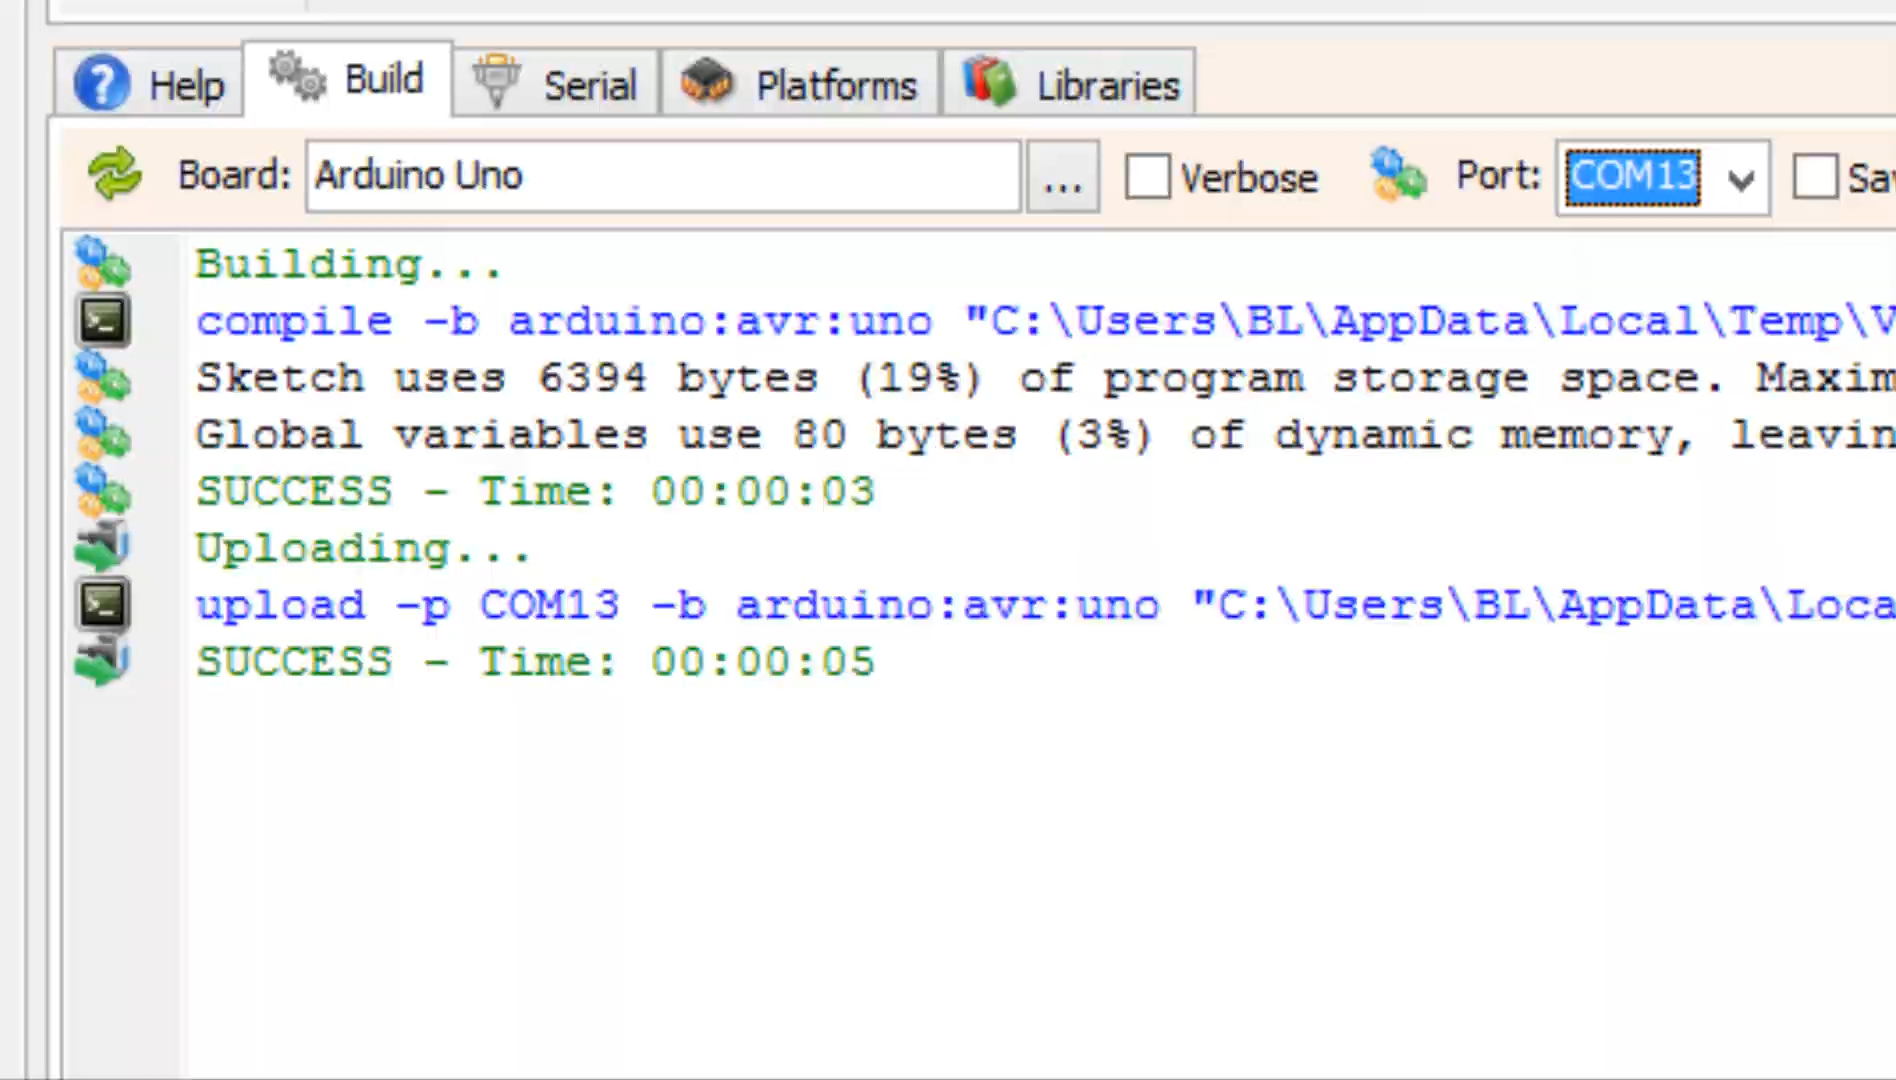 Help Build Serial Platforms Libraries
Board: Arduino Uno ... Verbose Port: COM13
Building...
compile -b arduino:avr:uno "C:\Users\BL\AppData\Local\Temp\V
Sketch uses 6394 bytes (19%) of program storage space. Maxim
Global variables use 80 bytes (3%) of dynamic memory, leavin
SUCCESS - Time: 00:00:03
Uploading...
upload -p COM13 -b arduino:avr:uno "C:\Users\BL\AppData\Loca
SUCCESS - Time: 00:00:05